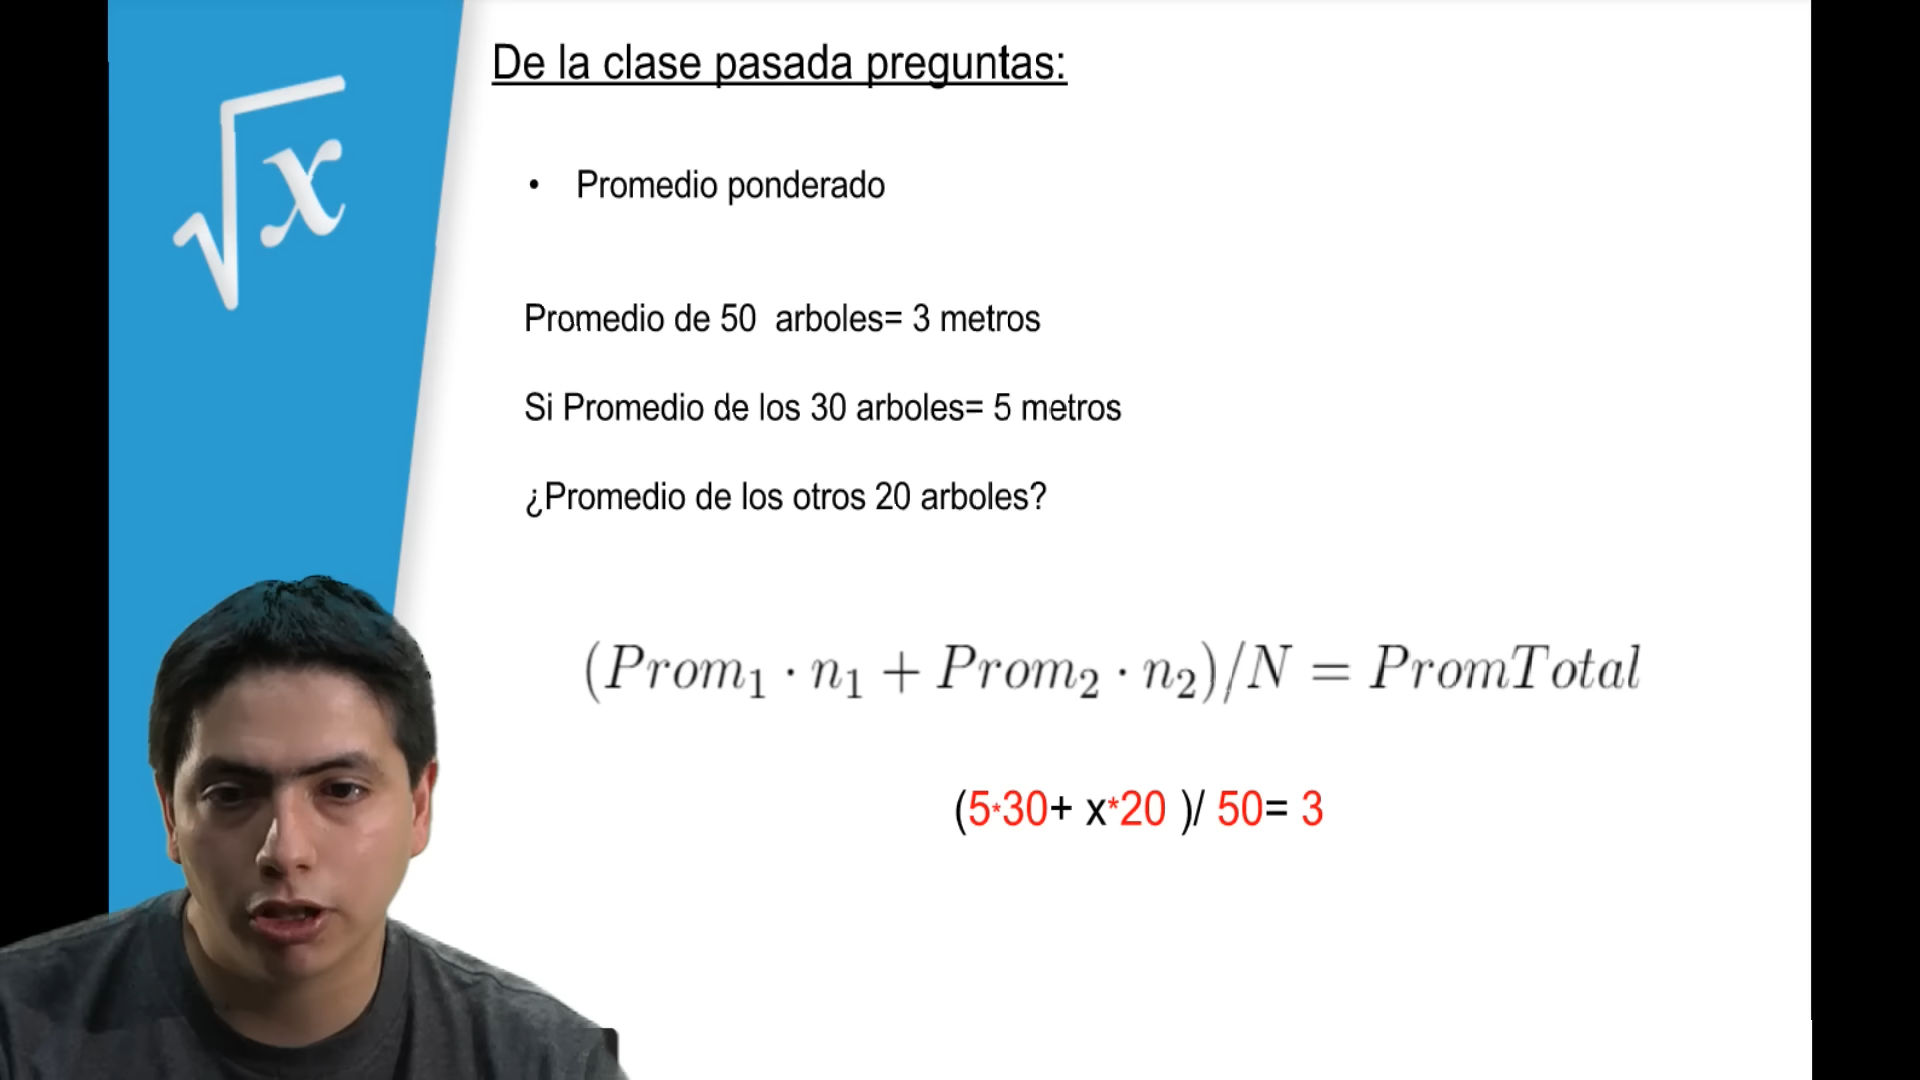 √x
De la clase pasada preguntas:
• Promedio ponderado
Promedio de 50 arboles= 3 metros
Si Promedio de los 30 arboles= 5 metros
¿Promedio de los otros 20 arboles?
(Prom₁ · n₁ + Prom₂ · n₂)/N = PromTotal
(5*30+ x*20 )/ 50= 3